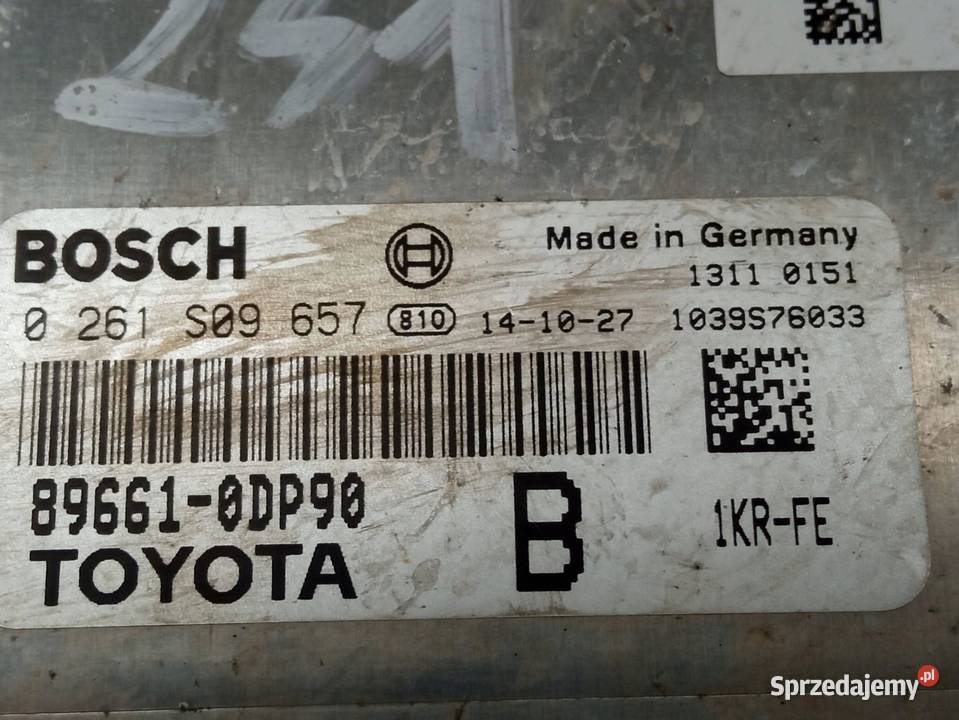 251
BOSCH
Made in Germany
1311 0151
0 261 S09 657 810 14-10-27 1039S76033
89661-0DP90
B
1KR-FE
TOYOTA
Sprzedajemy.pl